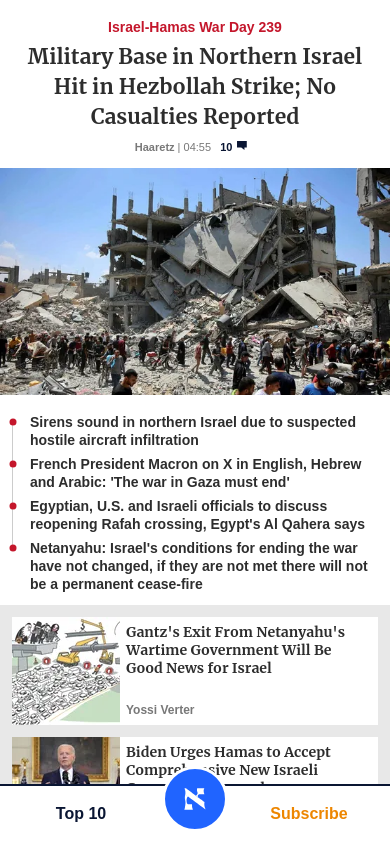 Israel-Hamas War Day 239
Military Base in Northern Israel
Hit in Hezbollah Strike; No
Casualties Reported
Haaretz | 04:55 10
Sirens sound in northern Israel due to suspected
hostile aircraft infiltration
French President Macron on X in English, Hebrew
and Arabic: 'The war in Gaza must end'
Egyptian, U.S. and Israeli officials to discuss
reopening Rafah crossing, Egypt's Al Qahera says
Netanyahu: Israel's conditions for ending the war
have not changed, if they are not met there will not
be a permanent cease-fire
Gantz's Exit From Netanyahu's
Wartime Government Will Be
Good News for Israel
Yossi Verter
Biden Urges Hamas to Accept
New Israeli
Top 10
Subscribe